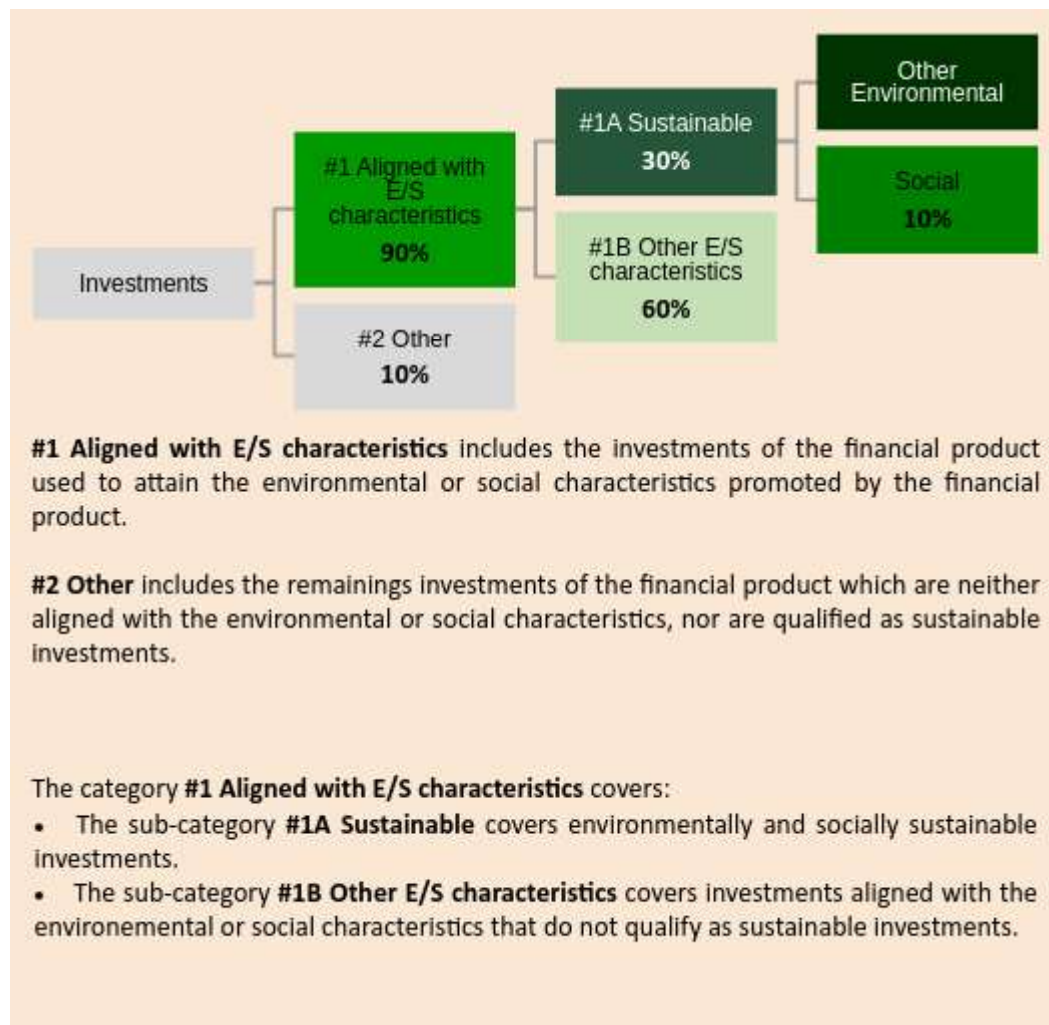 Other
Environmental
#1A Sustainable
30%
#1 Aligned with
E/S
characteristics
90%
Social
10%
#1B Other E/S
characteristics
60%
Investments
#2 Other
10%
#1 Aligned with E/S characteristics includes the investments of the financial product
used to attain the environmental or social characteristics promoted by the financial
product.
#2 Other includes the remainings investments of the financial product which are neither
aligned with the environmental or social characteristics, nor are qualified as sustainable
investments.
The category #1 Aligned with E/S characteristics covers:
• The sub-category #1A Sustainable covers environmentally and socially sustainable
investments.
• The sub-category #1B Other E/S characteristics covers investments aligned with the
environemental or social characteristics that do not qualify as sustainable investments.